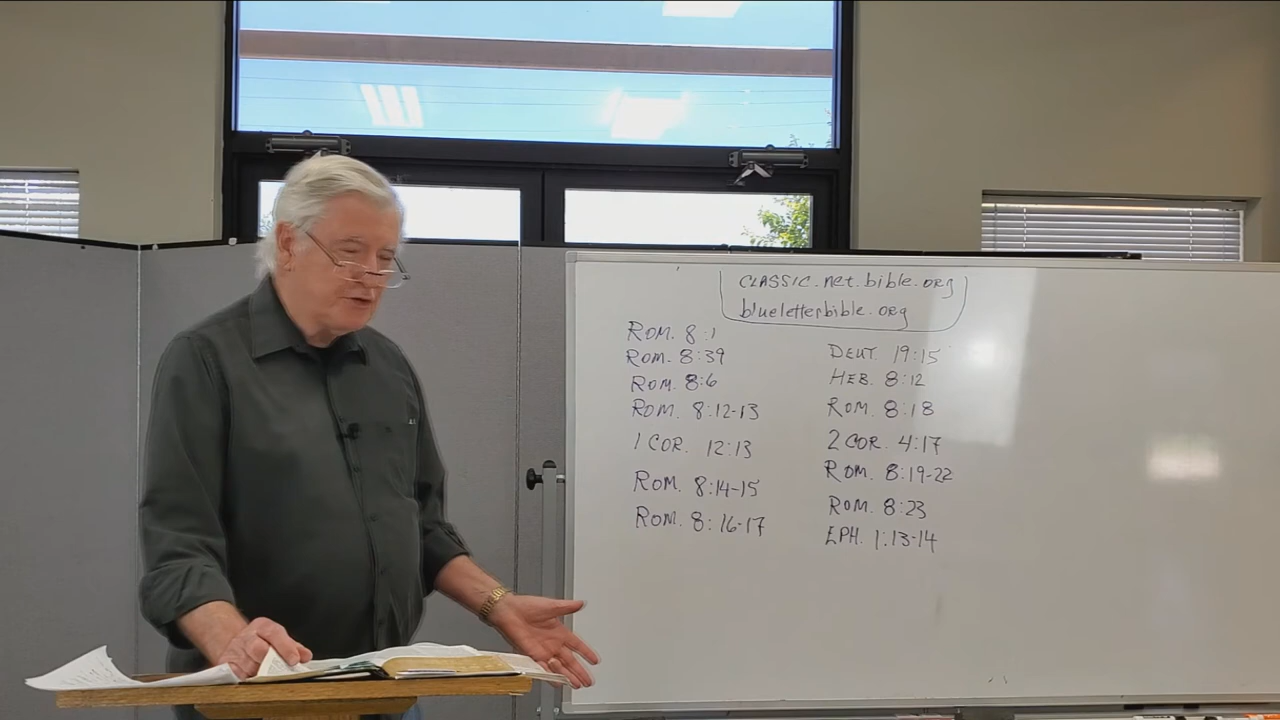 CLASSIC.net.bible.org
blueletterbible.org
ROM. 8:1
ROM. 8:39
ROM. 8:6
ROM. 8:12-13
1 COR. 12:13
ROM. 8:14-15
ROM. 8:16-17
DEUT. 19:15
HEB. 8:12
ROM. 8:18
2 COR. 4:17
ROM. 8:19-22
ROM. 8:23
EPH. 1:13-14